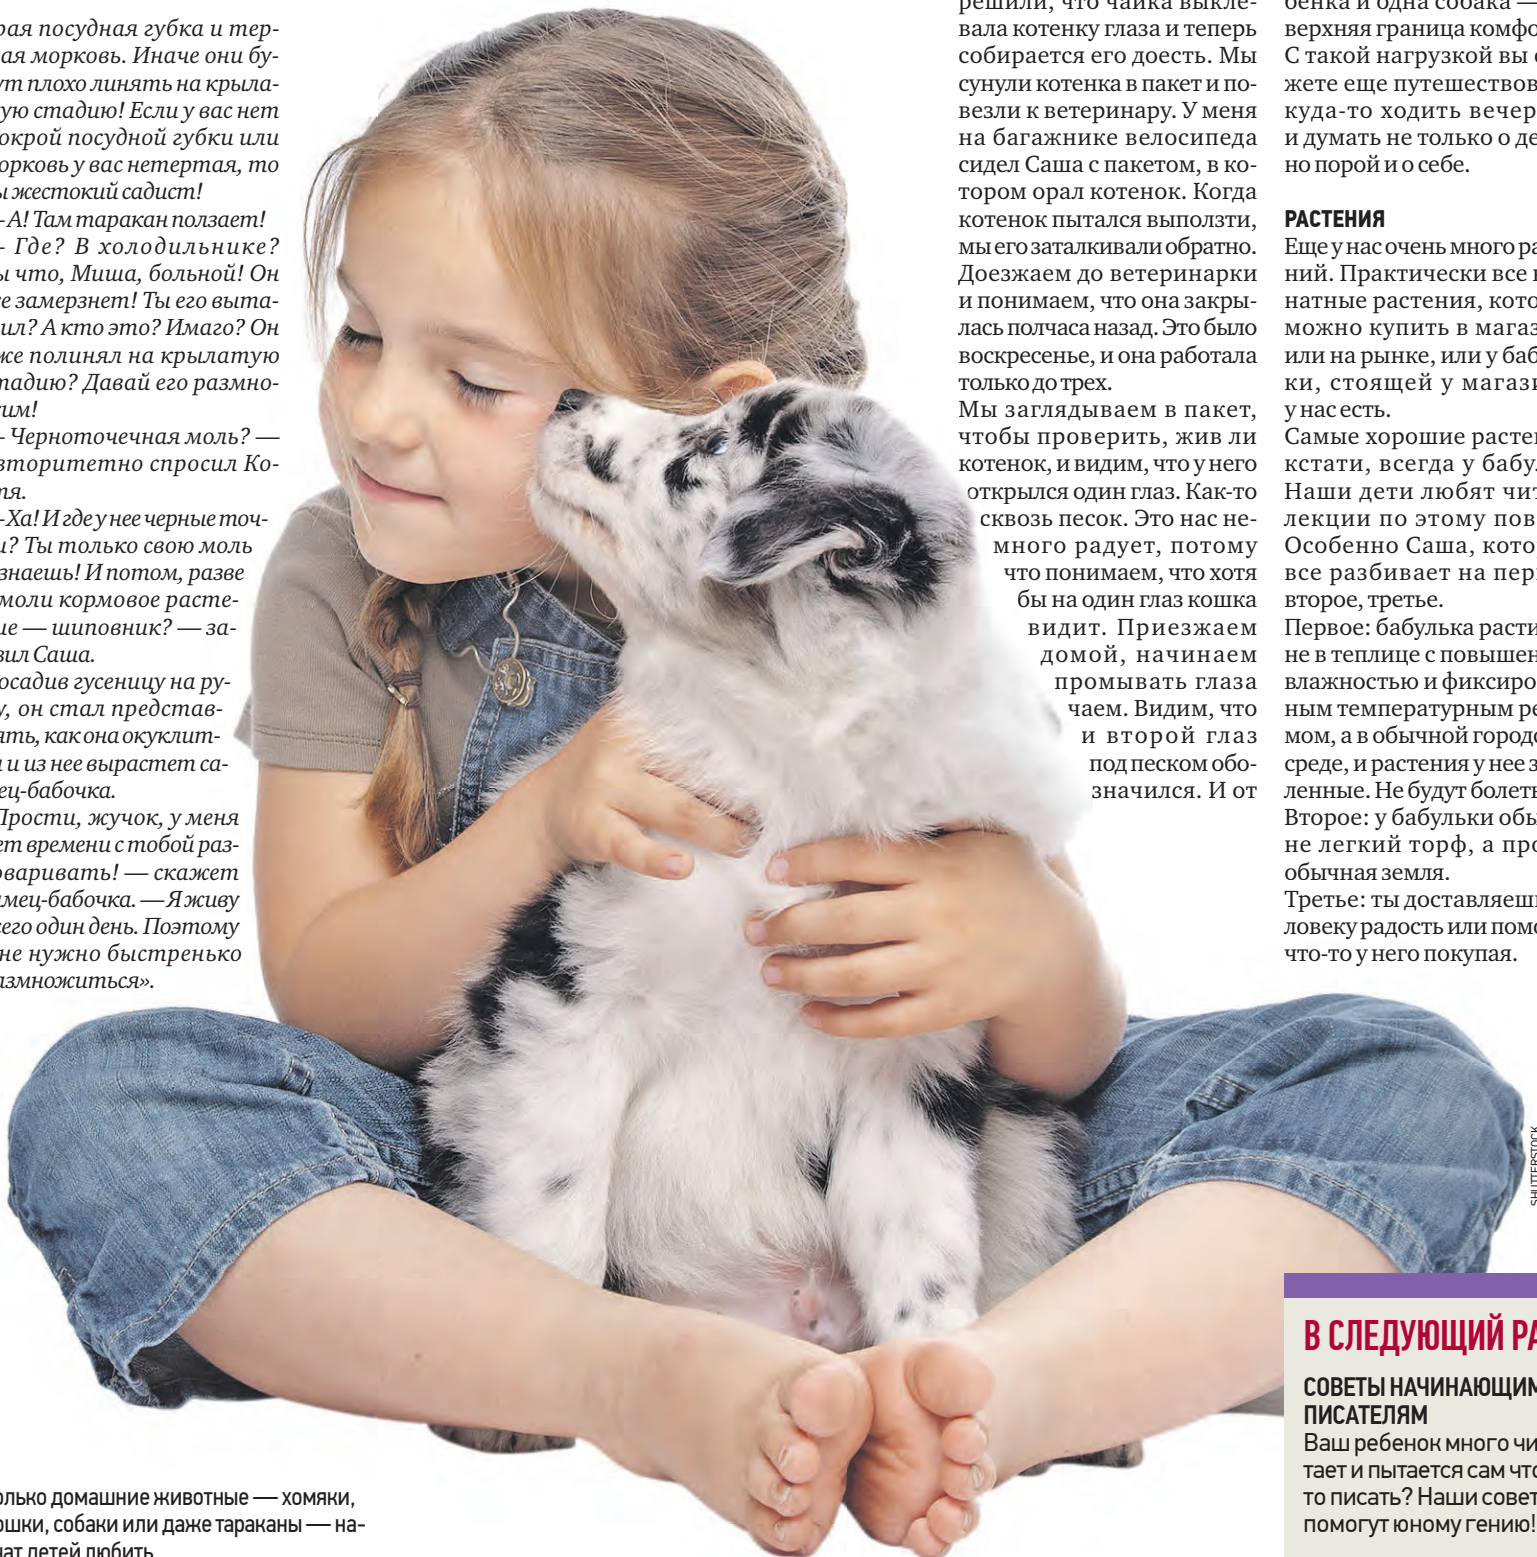 рая посудная губка и тер-
ая морковь. Иначе они бу-
ут плохо линять на крыла-
ую стадию! Если у вас нет
окрой посудной губки или
орковь у вас нетертая, то
ы жестокий садист!
— А! Там таракан ползает!
— Где? В холодильнике?
ы что, Миша, больной! Он
е замерзнет! Ты его выта-
ил? А кто это? Имаго? Он
же полинял на крылатую
тадию? Давай его размно-
им!
— Черноточечная моль? —
вторитетно спросил Ко-
тя.
— Ха! И где у нее черные точ-
и? Ты только свою моль
знаешь! И потом, разве
моли кормовое расте-
ие — шиповник? — за-
вил Саша.
осадив гусеницу на ру-
у, он стал представ-
ять, как она окуклит-
я и из нее вырастет са-
ец-бабочка.
Прости, жучок, у меня
ет времени с тобой раз-
оваривать! — скажет
амец-бабочка. — Я живу
его один день. Поэтому
не нужно быстренько
азмножиться».
решили, что чайка выкле-
вала котенку глаза и теперь
собирается его доесть. Мы
сунули котенка в пакет и по-
везли к ветеринару. У меня
на багажнике велосипеда
сидел Саша с пакетом, в ко-
тором орал котенок. Когда
котенок пытался выползти,
мы его заталкивали обратно.
Доезжаем до ветеринарки
и понимаем, что она закры-
лась полчаса назад. Это было
воскресенье, и она работала
только до трех.
Мы заглядываем в пакет,
чтобы проверить, жив ли
котенок, и видим, что у него
открылся один глаз. Как-то
сквозь песок. Это нас не-
много радует, потому
что понимаем, что хотя
бы на один глаз кошка
видит. Приезжаем
домой, начинаем
промывать глаза
чаем. Видим, что
и второй глаз
под песком обо-
значился. И от
бенка и одна собака —
верхняя граница комфо
С такой нагрузкой вы с
жете еще путешествов
куда-то ходить вечер
и думать не только о де
но порой и о себе.
РАСТЕНИЯ
Еще у нас очень много ра
ний. Практически все к
натные растения, кото
можно купить в магаз
или на рынке, или у баб
ки, стоящей у магази
у нас есть.
Самые хорошие растен
кстати, всегда у бабу
Наши дети любят чит
лекции по этому пов
Особенно Саша, кото
все разбивает на пер
второе, третье.
Первое: бабулька расти
не в теплице с повышен
влажностью и фиксиро
ным температурным ре
мом, а в обычной городс
среде, и растения у нее з
ленные. Не будут болеть
Второе: у бабульки обы
не легкий торф, а про
обычная земля.
Третье: ты доставляеш
ловеку радость или помо
что-то у него покупая.
SHUTTERSTOCK
В СЛЕДУЮЩИЙ РА
СОВЕТЫ НАЧИНАЮЩИМ
ПИСАТЕЛЯМ
Ваш ребенок много чи
тает и пытается сам что
то писать? Наши совет
помогут юному гению!
олько домашние животные — хомяки,
ошки, собаки или даже тараканы — на-
чат детей любить